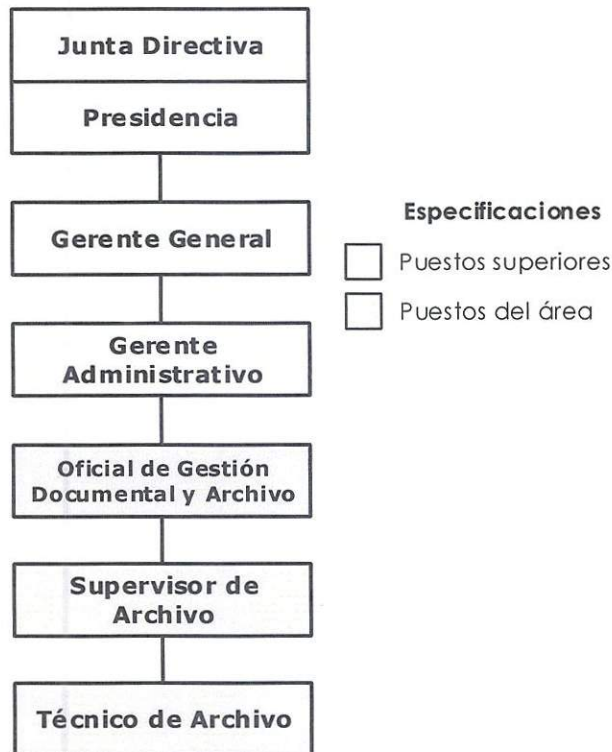 Junta Directiva
Presidencia
Gerente General
Gerente
Administrativo
Oficial de Gestión
Documental y Archivo
Supervisor de
Archivo
Técnico de Archivo
Especificaciones
Puestos superiores
Puestos del área